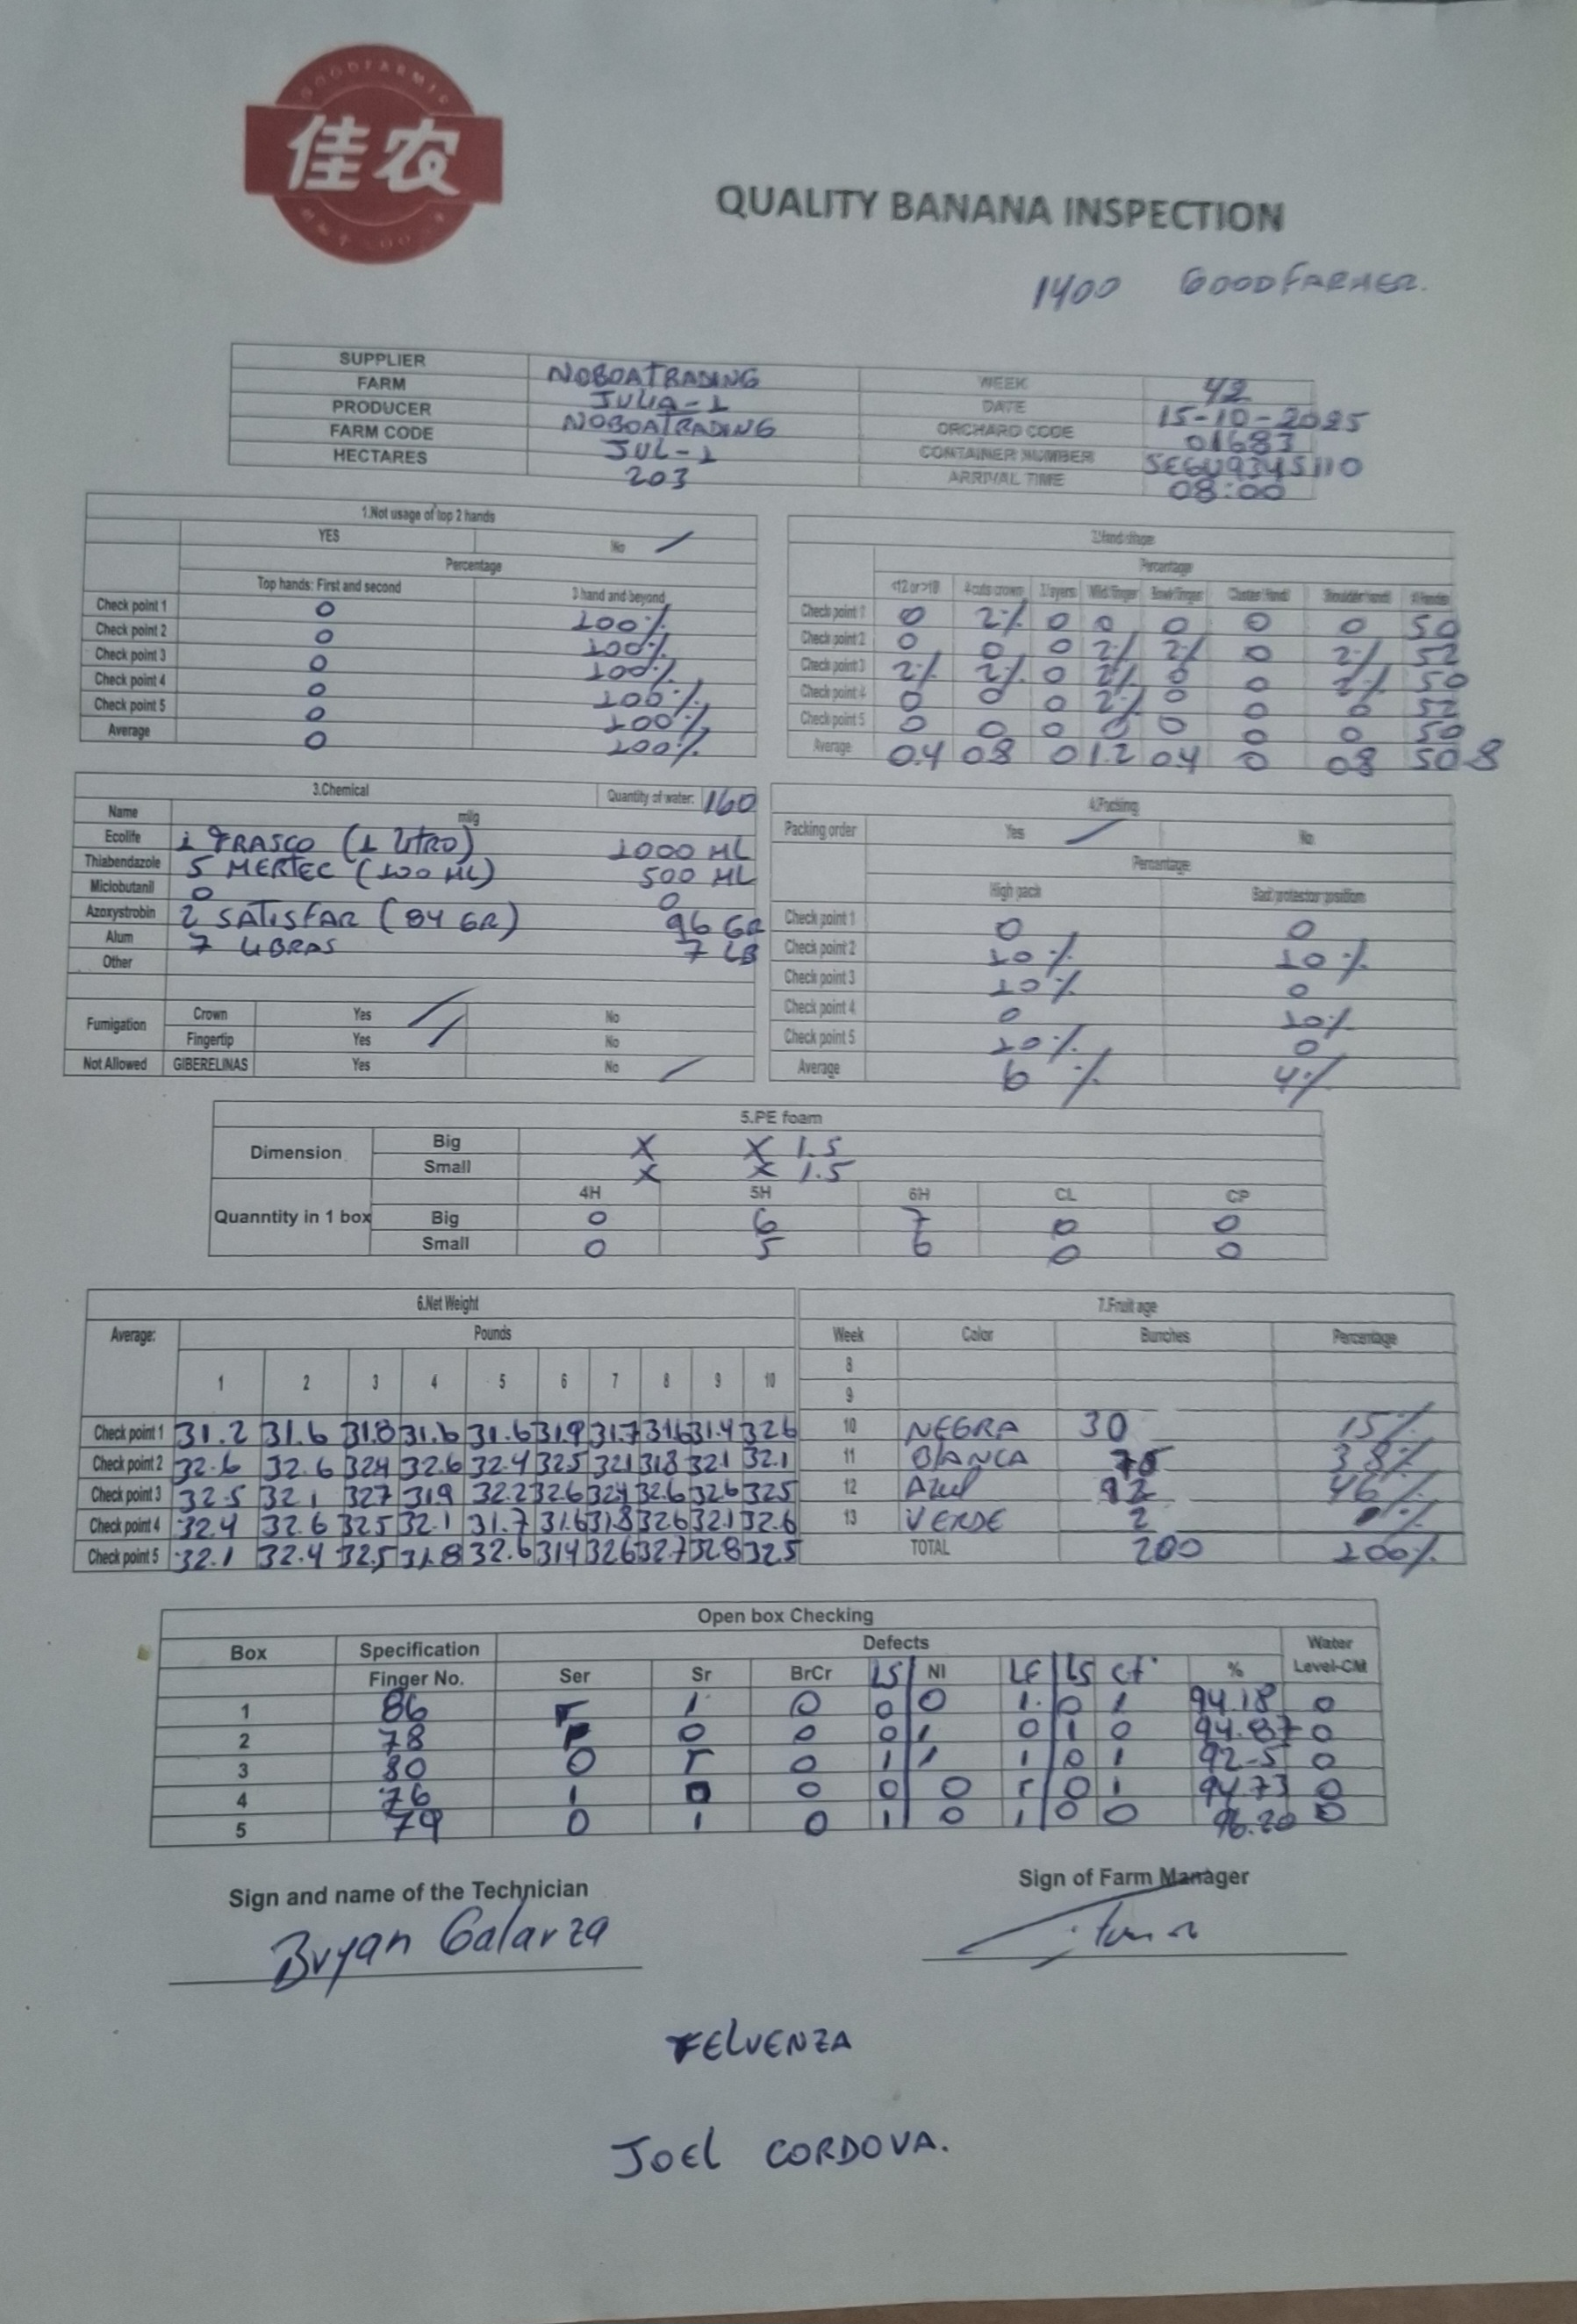 GOODFARMER
佳农
QUALITY BANANA INSPECTION
1400 GOODFARMER.
SUPPLIER NOBOATRADING WEEK 42
FARM JULIA-1 DATE 15-10-2025
PRODUCER NOBOATRADING ORCHARD CODE 01683
FARM CODE JUL-1 CONTAINER NUMBER SEGU9345110
HECTARES 203 ARRIVAL TIME 08:00
1.Not usage of top 2 hands
YES No /
Percentage
Top hands: First and second 3 hand and beyond
Check point 1 0 100%
Check point 2 0 100%
Check point 3 0 100%
Check point 4 0 100%
Check point 5 0 100%
Average 0 100%
Percentage
<12 or >18 4 cuts crown 3 layers Wild finger Cluster Hand # Handes
Check point 1 0 2% 0 0 0 0 0 50
Check point 2 0 0 0 2% 2% 0 2% 52
Check point 3 2% 2% 0 2% 0 0 2% 50
Check point 4 0 0 0 2% 0 0 0 52
Check point 5 0 0 0 0 0 0 0 50
Average 0.4 0.8 0 1.2 0.4 0 0.8 50.8
3.Chemical Quantity of water: 160
Name ml/g
Ecolife 1 FRASCO (1 LITRO) 1000 ML
Thiabendazole 5 MERTEC (100 ML) 500 ML
Miclobutanil 0 0
Azoxystrobin 2 SATISFAR (84 GR) 96 GR
Alum 7 LIBRAS 7 LB
Other
Fumigation Crown Yes / No
Fingertip Yes / No
Not Allowed GIBERELINAS Yes No /
4.Packing
Packing order Yes / No
Percentage
High pack Bad protector position
Check point 1 0 0
Check point 2 10% 10%
Check point 3 10% 0
Check point 4 0 10%
Check point 5 10% 0
Average 6% 4%
5.PE foam
Dimension Big X X 1.5
Small X X 1.5
4H 5H 6H CL CP
Quanntity in 1 box Big 0 6 7 0 0
Small 0 5 6 0 0
6.Net Weight
Average: Pounds
1 2 3 4 5 6 7 8 9 10
Check point 1 31.2 31.6 31.8 31.6 31.6 31.9 31.7 31.6 31.4 32.6
Check point 2 32.6 32.6 32.4 32.6 32.4 32.5 32.1 31.8 32.1 32.1
Check point 3 32.5 32.1 32.7 31.9 32.2 32.6 32.4 32.6 32.6 32.5
Check point 4 32.4 32.6 32.5 32.1 31.7 31.6 31.8 32.6 32.1 32.6
Check point 5 32.1 32.4 32.5 31.8 32.6 31.4 32.6 32.7 32.8 32.5
7.Fruit age
Week Color Bunches Percentage
8
9
10 NEGRA 30 15%
11 BLANCA 76 38%
12 AZUL 92 46%
13 VERDE 2 %
TOTAL 200 100%
Open box Checking
Box Specification Defects Water
Finger No. Ser Sr BrCr LS NI LF LS Ct. % Level-CM
1 86 1 0 0 0 1 0 1 94.18 0
2 78 0 0 0 1 0 1 0 94.87 0
3 80 0 0 1 1 1 0 1 92.5 0
4 76 1 0 0 0 0 0 1 94.73 0
5 79 0 1 0 1 0 1 0 0 96.20 0
Sign and name of the Technician Sign of Farm Manager
Bryan Galarza
FELVENZA
JOEL CORDOVA.